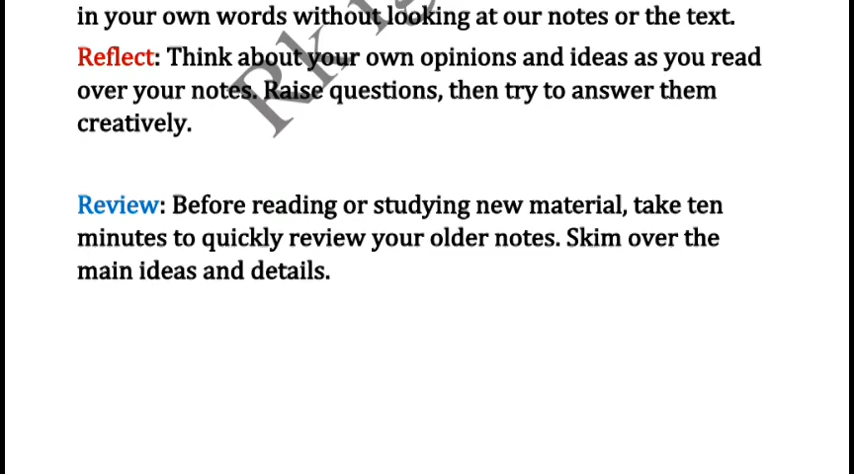 in your own words without looking at our notes or the text.
Reflect: Think about your own opinions and ideas as you read
over your notes. Raise questions, then try to answer them
creatively.
Review: Before reading or studying new material, take ten
minutes to quickly review your older notes. Skim over the
main ideas and details.